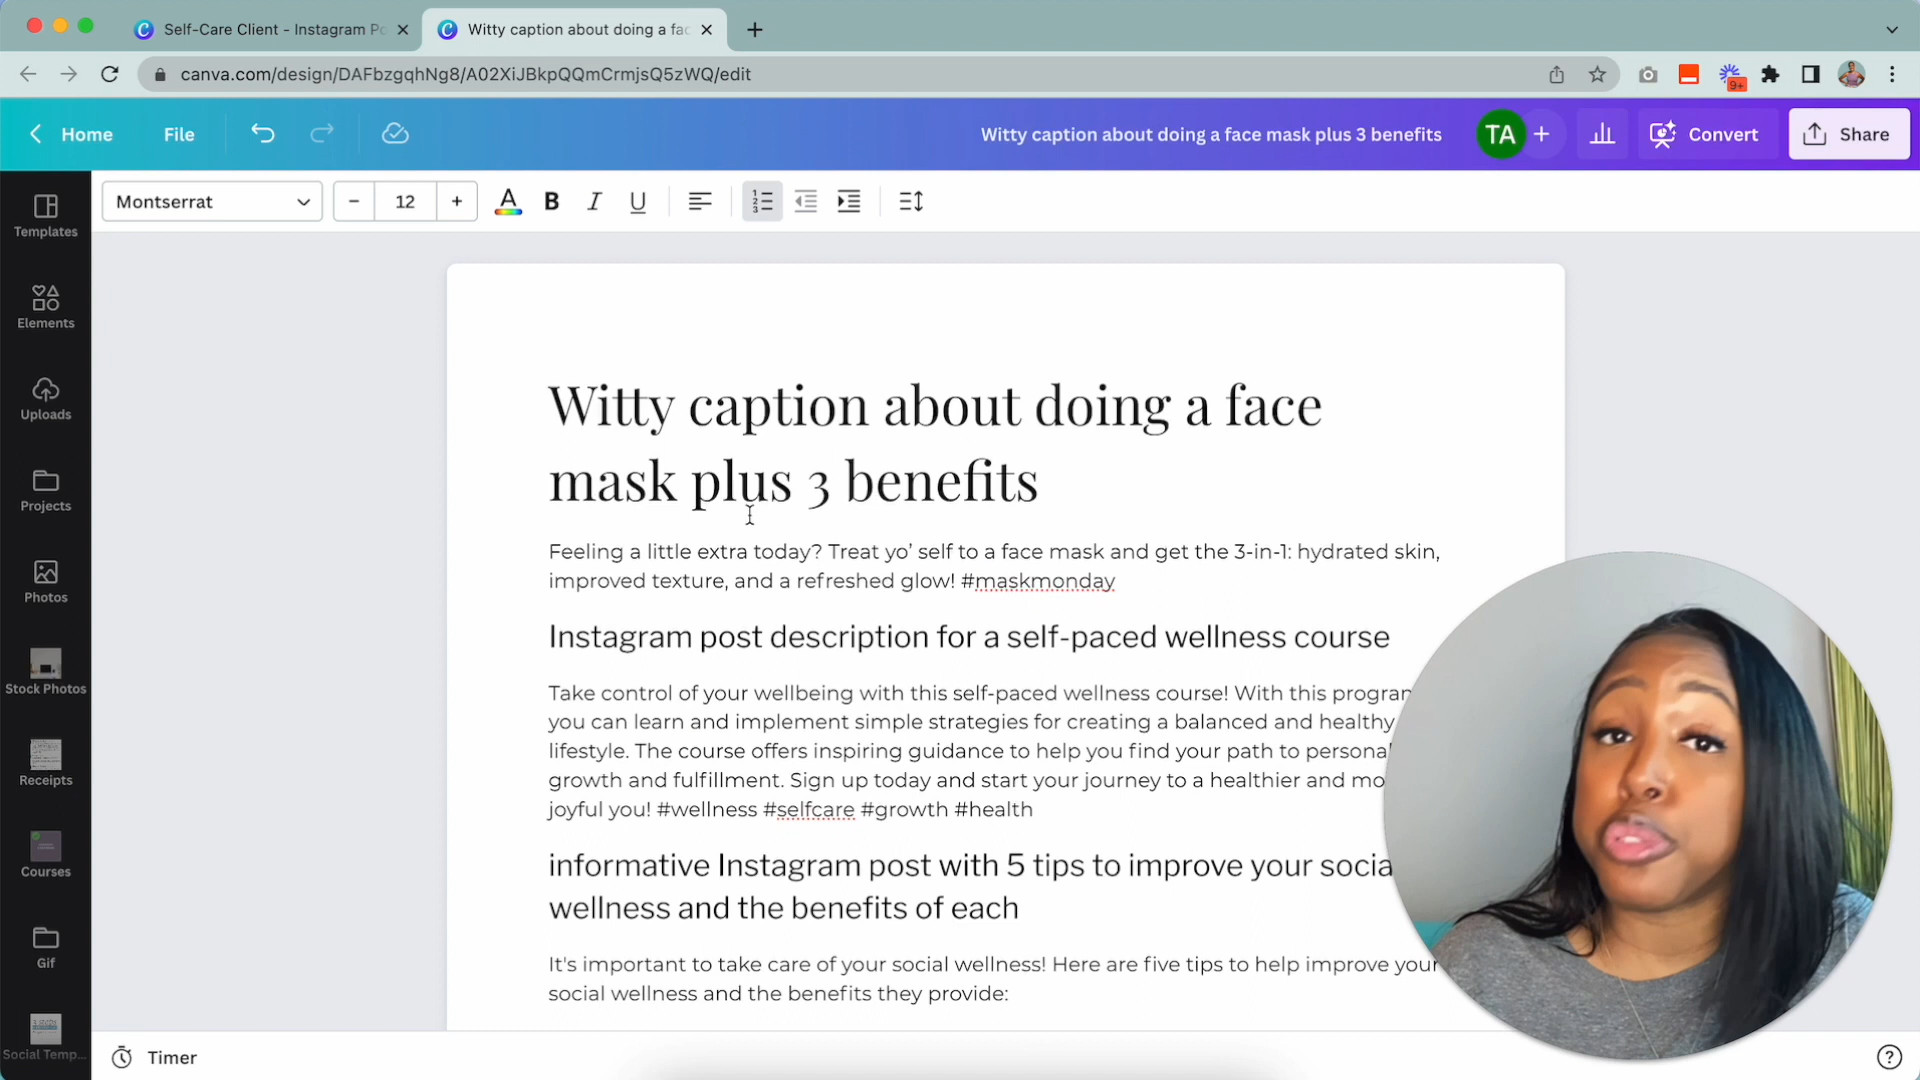 Self-Care Client - Instagram Po
Witty caption about doing a fac
canva.com/design/DAFbzgqhNg8/A02XiJBkpQQmCrmjsQ5zWQ/edit
9+
Home
File
Witty caption about doing a face mask plus 3 benefits
TA
Convert
Share
Montserrat
12
A
B
I
U
Templates
Elements
Uploads
Projects
Photos
Stock Photos
Receipts
Courses
Gif
Social Temp...
Witty caption about doing a face
mask plus 3 benefits
Feeling a little extra today? Treat yo' self to a face mask and get the 3-in-1: hydrated skin,
improved texture, and a refreshed glow! #maskmonday
Instagram post description for a self-paced wellness course
Take control of your wellbeing with this self-paced wellness course! With this program
you can learn and implement simple strategies for creating a balanced and healthy
lifestyle. The course offers inspiring guidance to help you find your path to personal
growth and fulfillment. Sign up today and start your journey to a healthier and mo
joyful you! #wellness #selfcare #growth #health
informative Instagram post with 5 tips to improve your socia
wellness and the benefits of each
It's important to take care of your social wellness! Here are five tips to help improve your
social wellness and the benefits they provide:
Timer